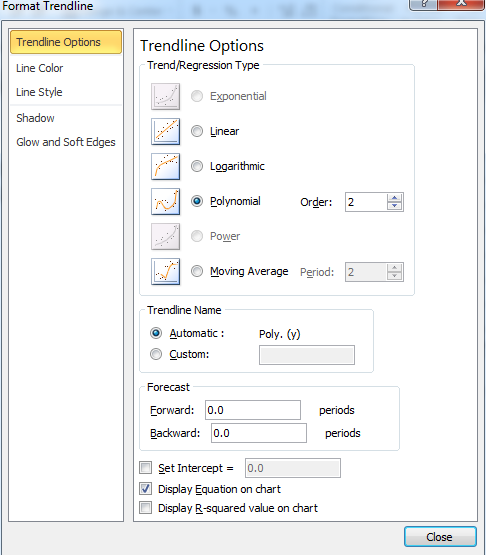 Format Trendline
Trendline Options
Line Color
Line Style
Shadow
Glow and Soft Edges
Trendline Options
Trend/Regression Type
Exponential
Linear
Logarithmic
Polynomial Order: 2
Power
Moving Average Period: 2
Trendline Name
Automatic : Poly. (y)
Custom:
Forecast
Forward: 0.0 periods
Backward: 0.0 periods
Set Intercept = 0.0
Display Equation on chart
Display R-squared value on chart
Close